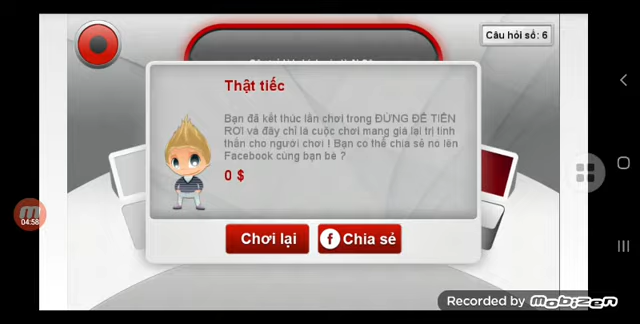 Câu hỏi số: 6
Thật tiếc
Bạn đã kết thúc lần chơi trong ĐỪNG ĐỂ TIỀN
RƠI và đây chỉ là cuộc chơi mang giá lại trị tinh
thần cho người chơi ! Bạn có thể chia sẻ nó lên
Facebook cùng bạn bè ?
0 $
Chơi lại
f Chia sẻ
04:58
Recorded by Mobizen